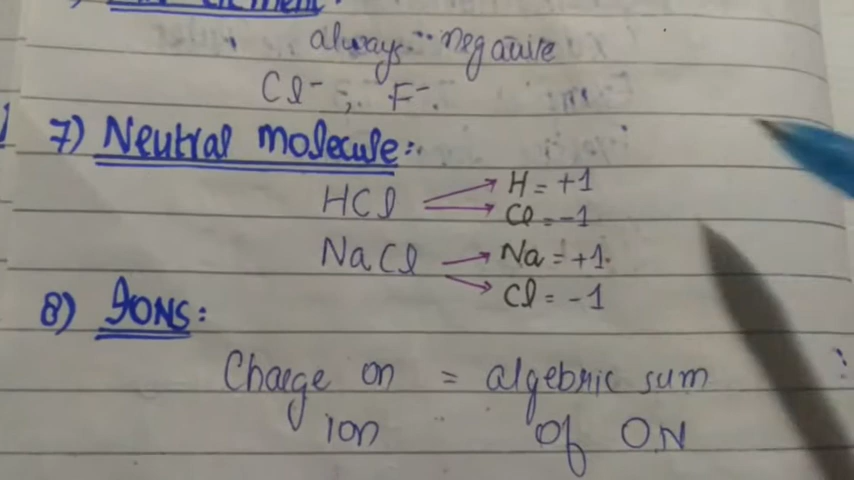 always negative
Cl⁻ ; F⁻.
7) Neutral molecule:
HCl → H = +1
→ Cl = -1
NaCl → Na = +1.
→ Cl = -1
8) IONS:
Charge on = algebric sum
ion of ON